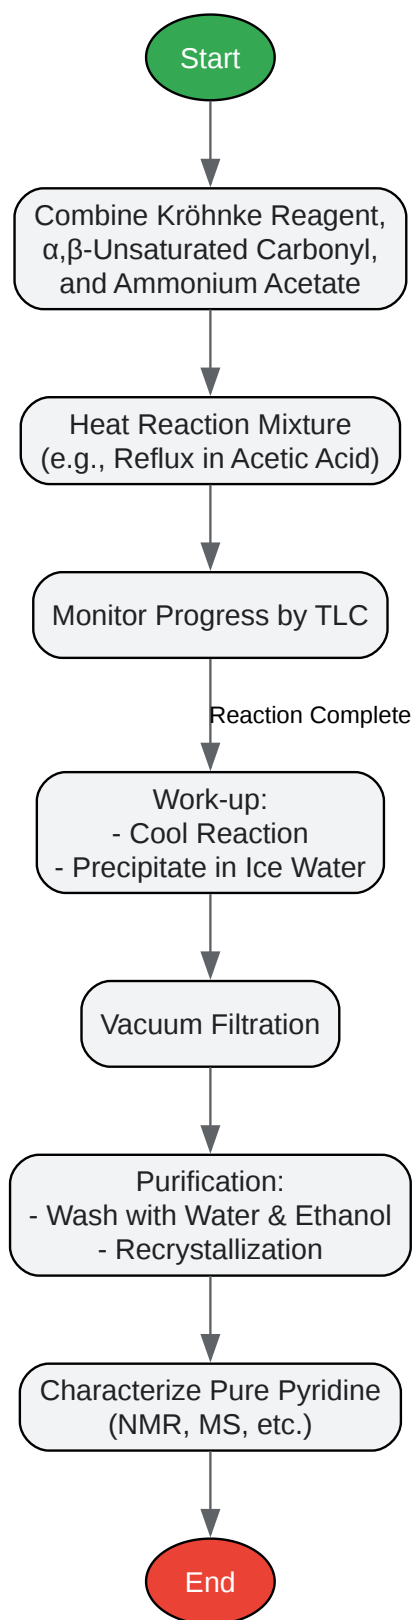 Start
Combine Kröhnke Reagent,
α,β-Unsaturated Carbonyl,
and Ammonium Acetate
Heat Reaction Mixture
(e.g., Reflux in Acetic Acid)
Monitor Progress by TLC
Reaction Complete
Work-up:
- Cool Reaction
- Precipitate in Ice Water
Vacuum Filtration
Purification:
- Wash with Water & Ethanol
- Recrystallization
Characterize Pure Pyridine
(NMR, MS, etc.)
End